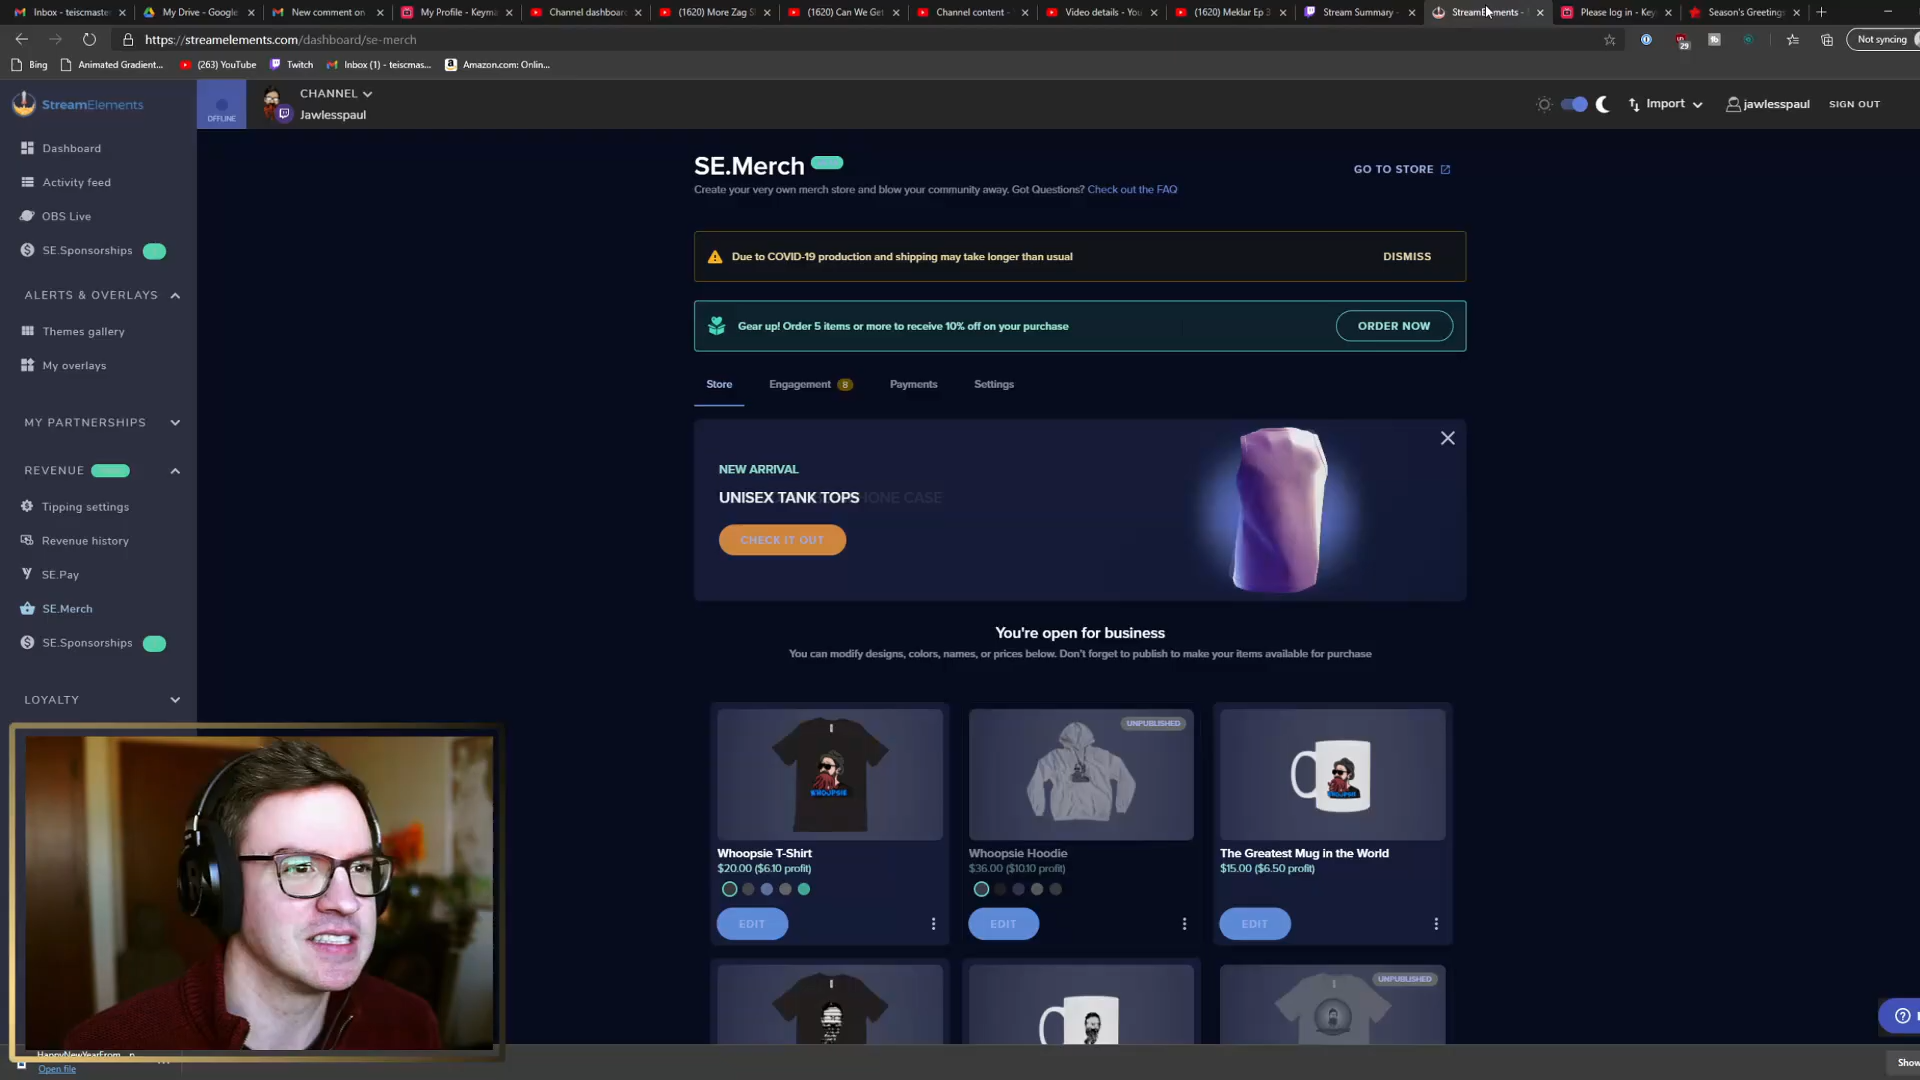 Inbox - teiscmaster
My Drive - Google
New comment on
My Profile - Keyma
Channel dashboard
(1620) More Zag S
(1620) Can We Get
Channel content -
Video details - You
(1620) Meklar Ep 3
Stream Summary -
StreamElements -
Please log in - Key
Season's Greetings
https://streamelements.com/dashboard/se-merch
29
Not syncing
Bing
Animated Gradient...
(263) YouTube
Twitch
Inbox (1) - teiscmas...
Amazon.com: Onlin...
StreamElements
OFFLINE
CHANNEL
Jawlesspaul
Import
jawlesspaul
SIGN OUT
Dashboard
Activity feed
OBS Live
SE.Sponsorships
ALERTS & OVERLAYS
Themes gallery
My overlays
MY PARTNERSHIPS
REVENUE
Tipping settings
Revenue history
SE.Pay
SE.Merch
SE.Sponsorships
LOYALTY
SE.Merch
GO TO STORE
Create your very own merch store and blow your community away. Got Questions? Check out the FAQ
Due to COVID-19 production and shipping may take longer than usual
DISMISS
Gear up! Order 5 items or more to receive 10% off on your purchase
ORDER NOW
Store
Engagement 8
Payments
Settings
NEW ARRIVAL
UNISEX TANK TOPS
CHECK IT OUT
You're open for business
You can modify designs, colors, names, or prices below. Don't forget to publish to make your items available for purchase
WHOOPSIE
UNPUBLISHED
WHOOPSIE
Whoopsie T-Shirt
$20.00 ($6.10 profit)
EDIT
Whoopsie Hoodie
$36.00 ($10.10 profit)
EDIT
The Greatest Mug in the World
$15.00 ($6.50 profit)
EDIT
UNPUBLISHED
HappyNewYearFrom
Open file
Show